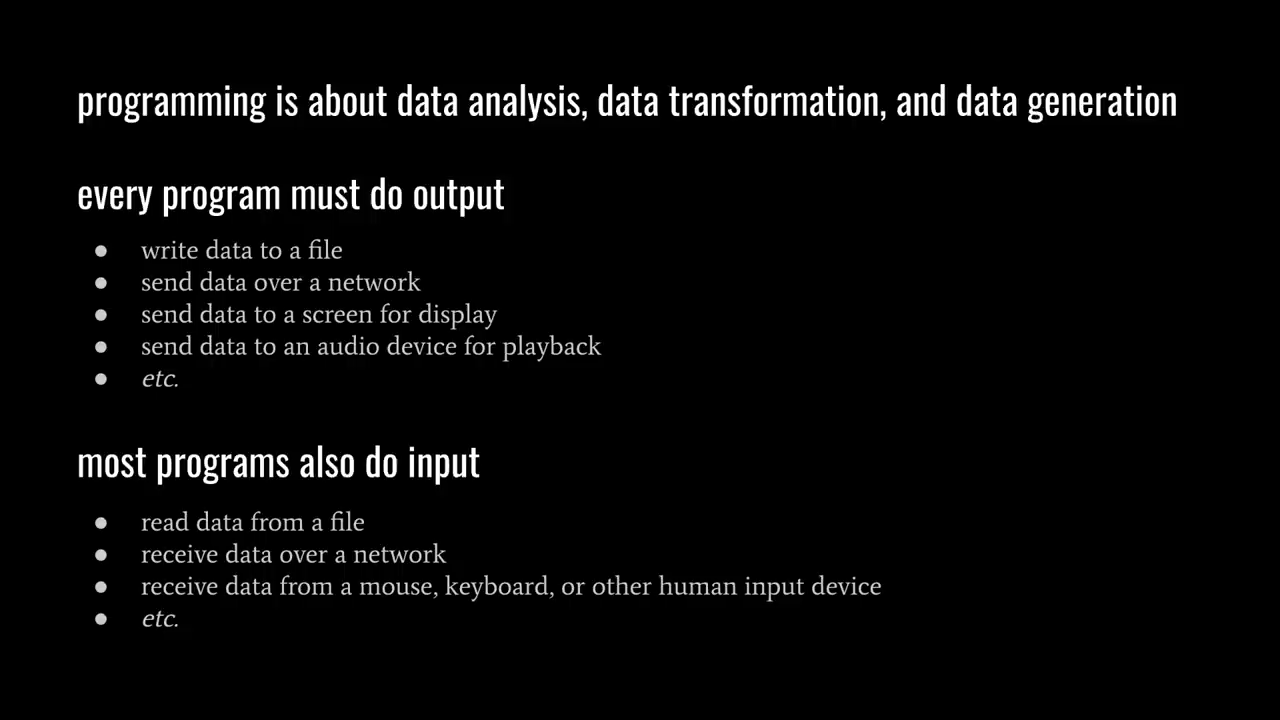 programming is about data analysis, data transformation, and data generation
every program must do output
● write data to a file
● send data over a network
● send data to a screen for display
● send data to an audio device for playback
● etc.
most programs also do input
● read data from a file
● receive data over a network
● receive data from a mouse, keyboard, or other human input device
● etc.